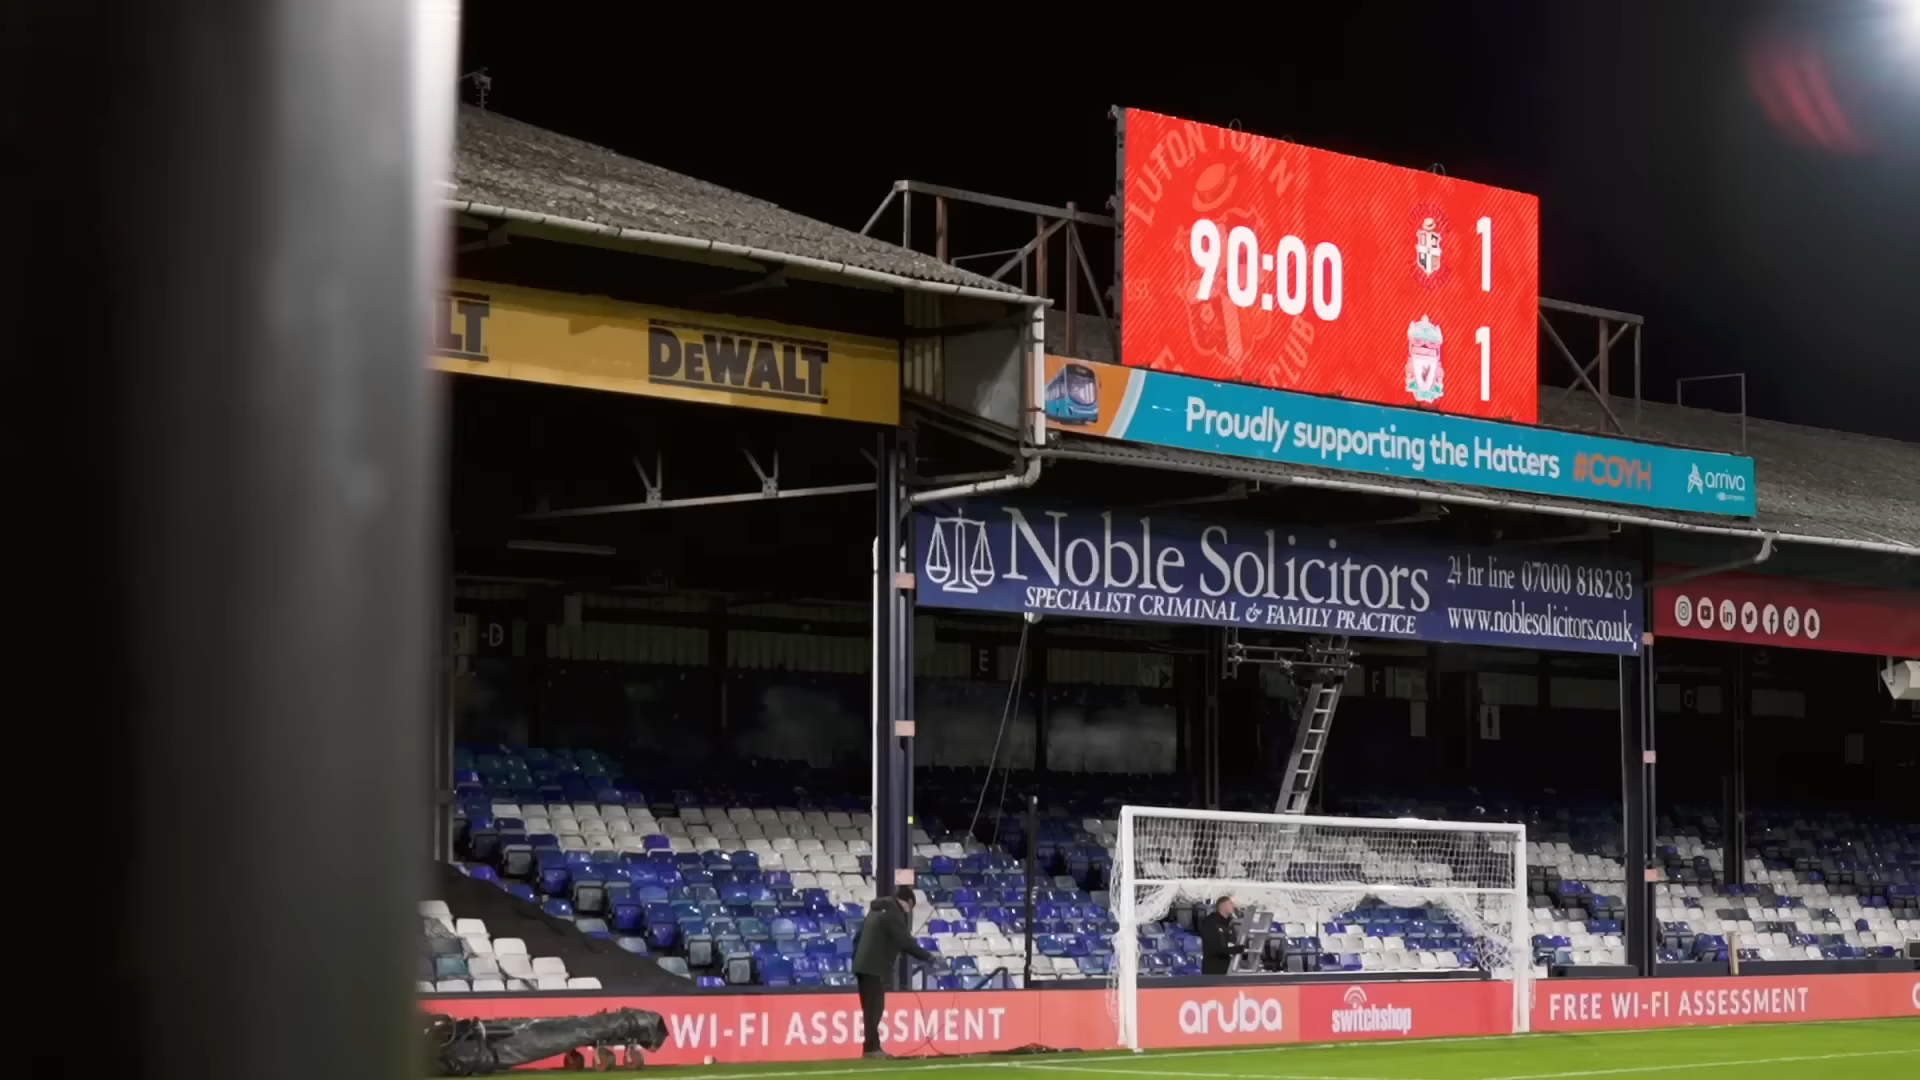 LUTON TOWN
90:00
1
1
CLUB
LT
DEWALT
Proudly supporting the Hatters #COYH arriva
Noble Solicitors
SPECIALIST CRIMINAL & FAMILY PRACTICE
24 hr line 07000 818283
www.noblesolicitors.co.uk
D
E
F
G
WI-FI ASSESSMENT
aruba
switchshop
FREE WI-FI ASSESSMENT